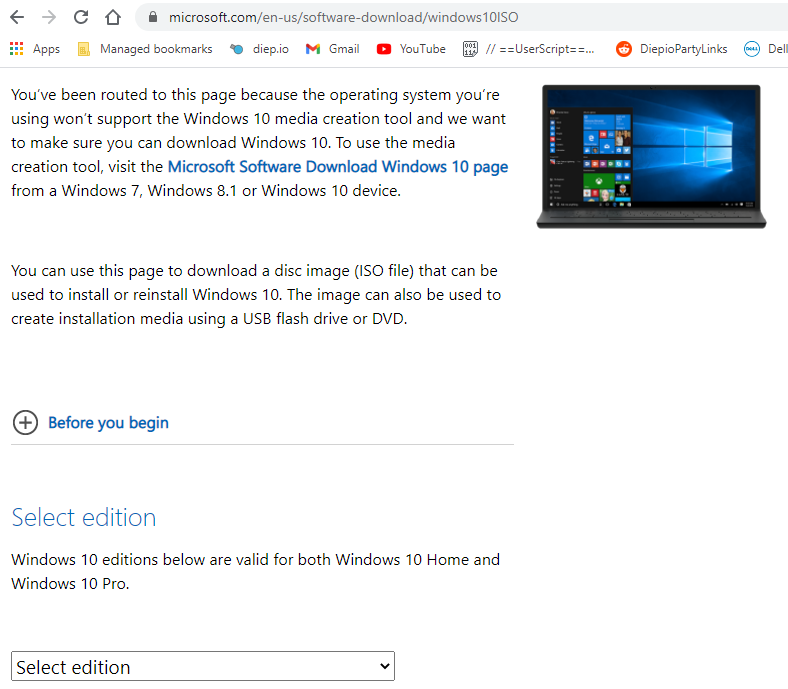 microsoft.com/en-us/software-download/windows10ISO
Apps Managed bookmarks diep.io Gmail YouTube // ==UserScript==... DiepioPartyLinks Dell
You've been routed to this page because the operating system you're
using won't support the Windows 10 media creation tool and we want
to make sure you can download Windows 10. To use the media
creation tool, visit the Microsoft Software Download Windows 10 page
from a Windows 7, Windows 8.1 or Windows 10 device.
You can use this page to download a disc image (ISO file) that can be
used to install or reinstall Windows 10. The image can also be used to
create installation media using a USB flash drive or DVD.
Before you begin
Select edition
Windows 10 editions below are valid for both Windows 10 Home and
Windows 10 Pro.
Select edition